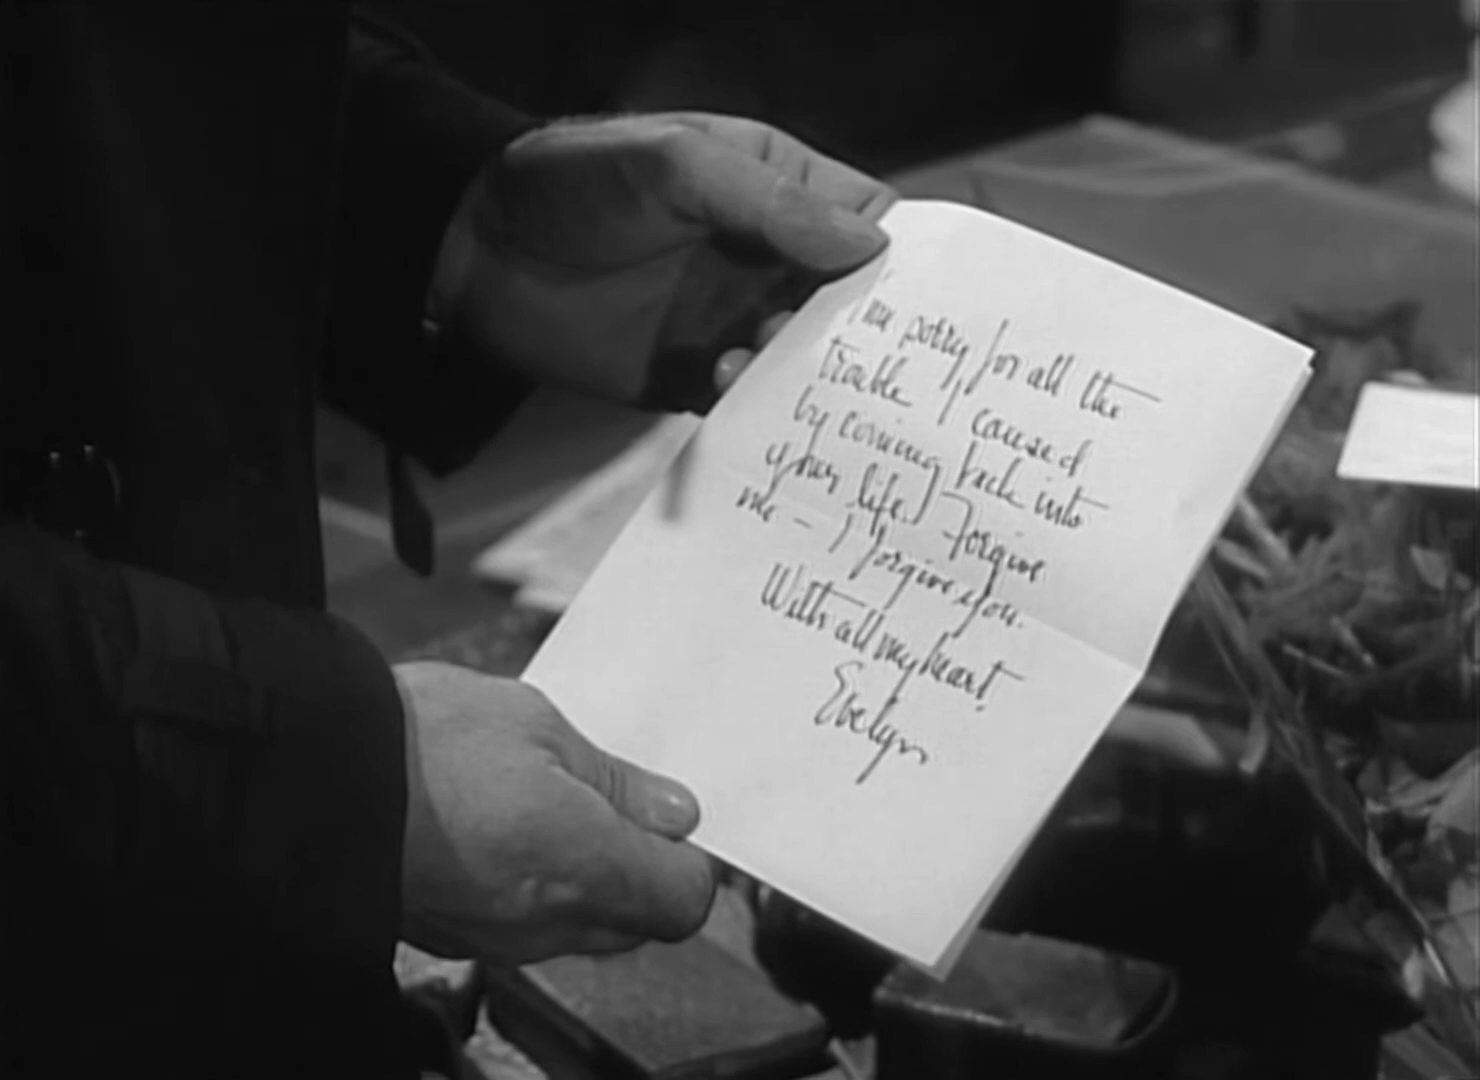 I'm sorry for all the
trouble I caused
by coming back into
your life. Forgive
me - I forgive you.
With all my heart.
Evelyn